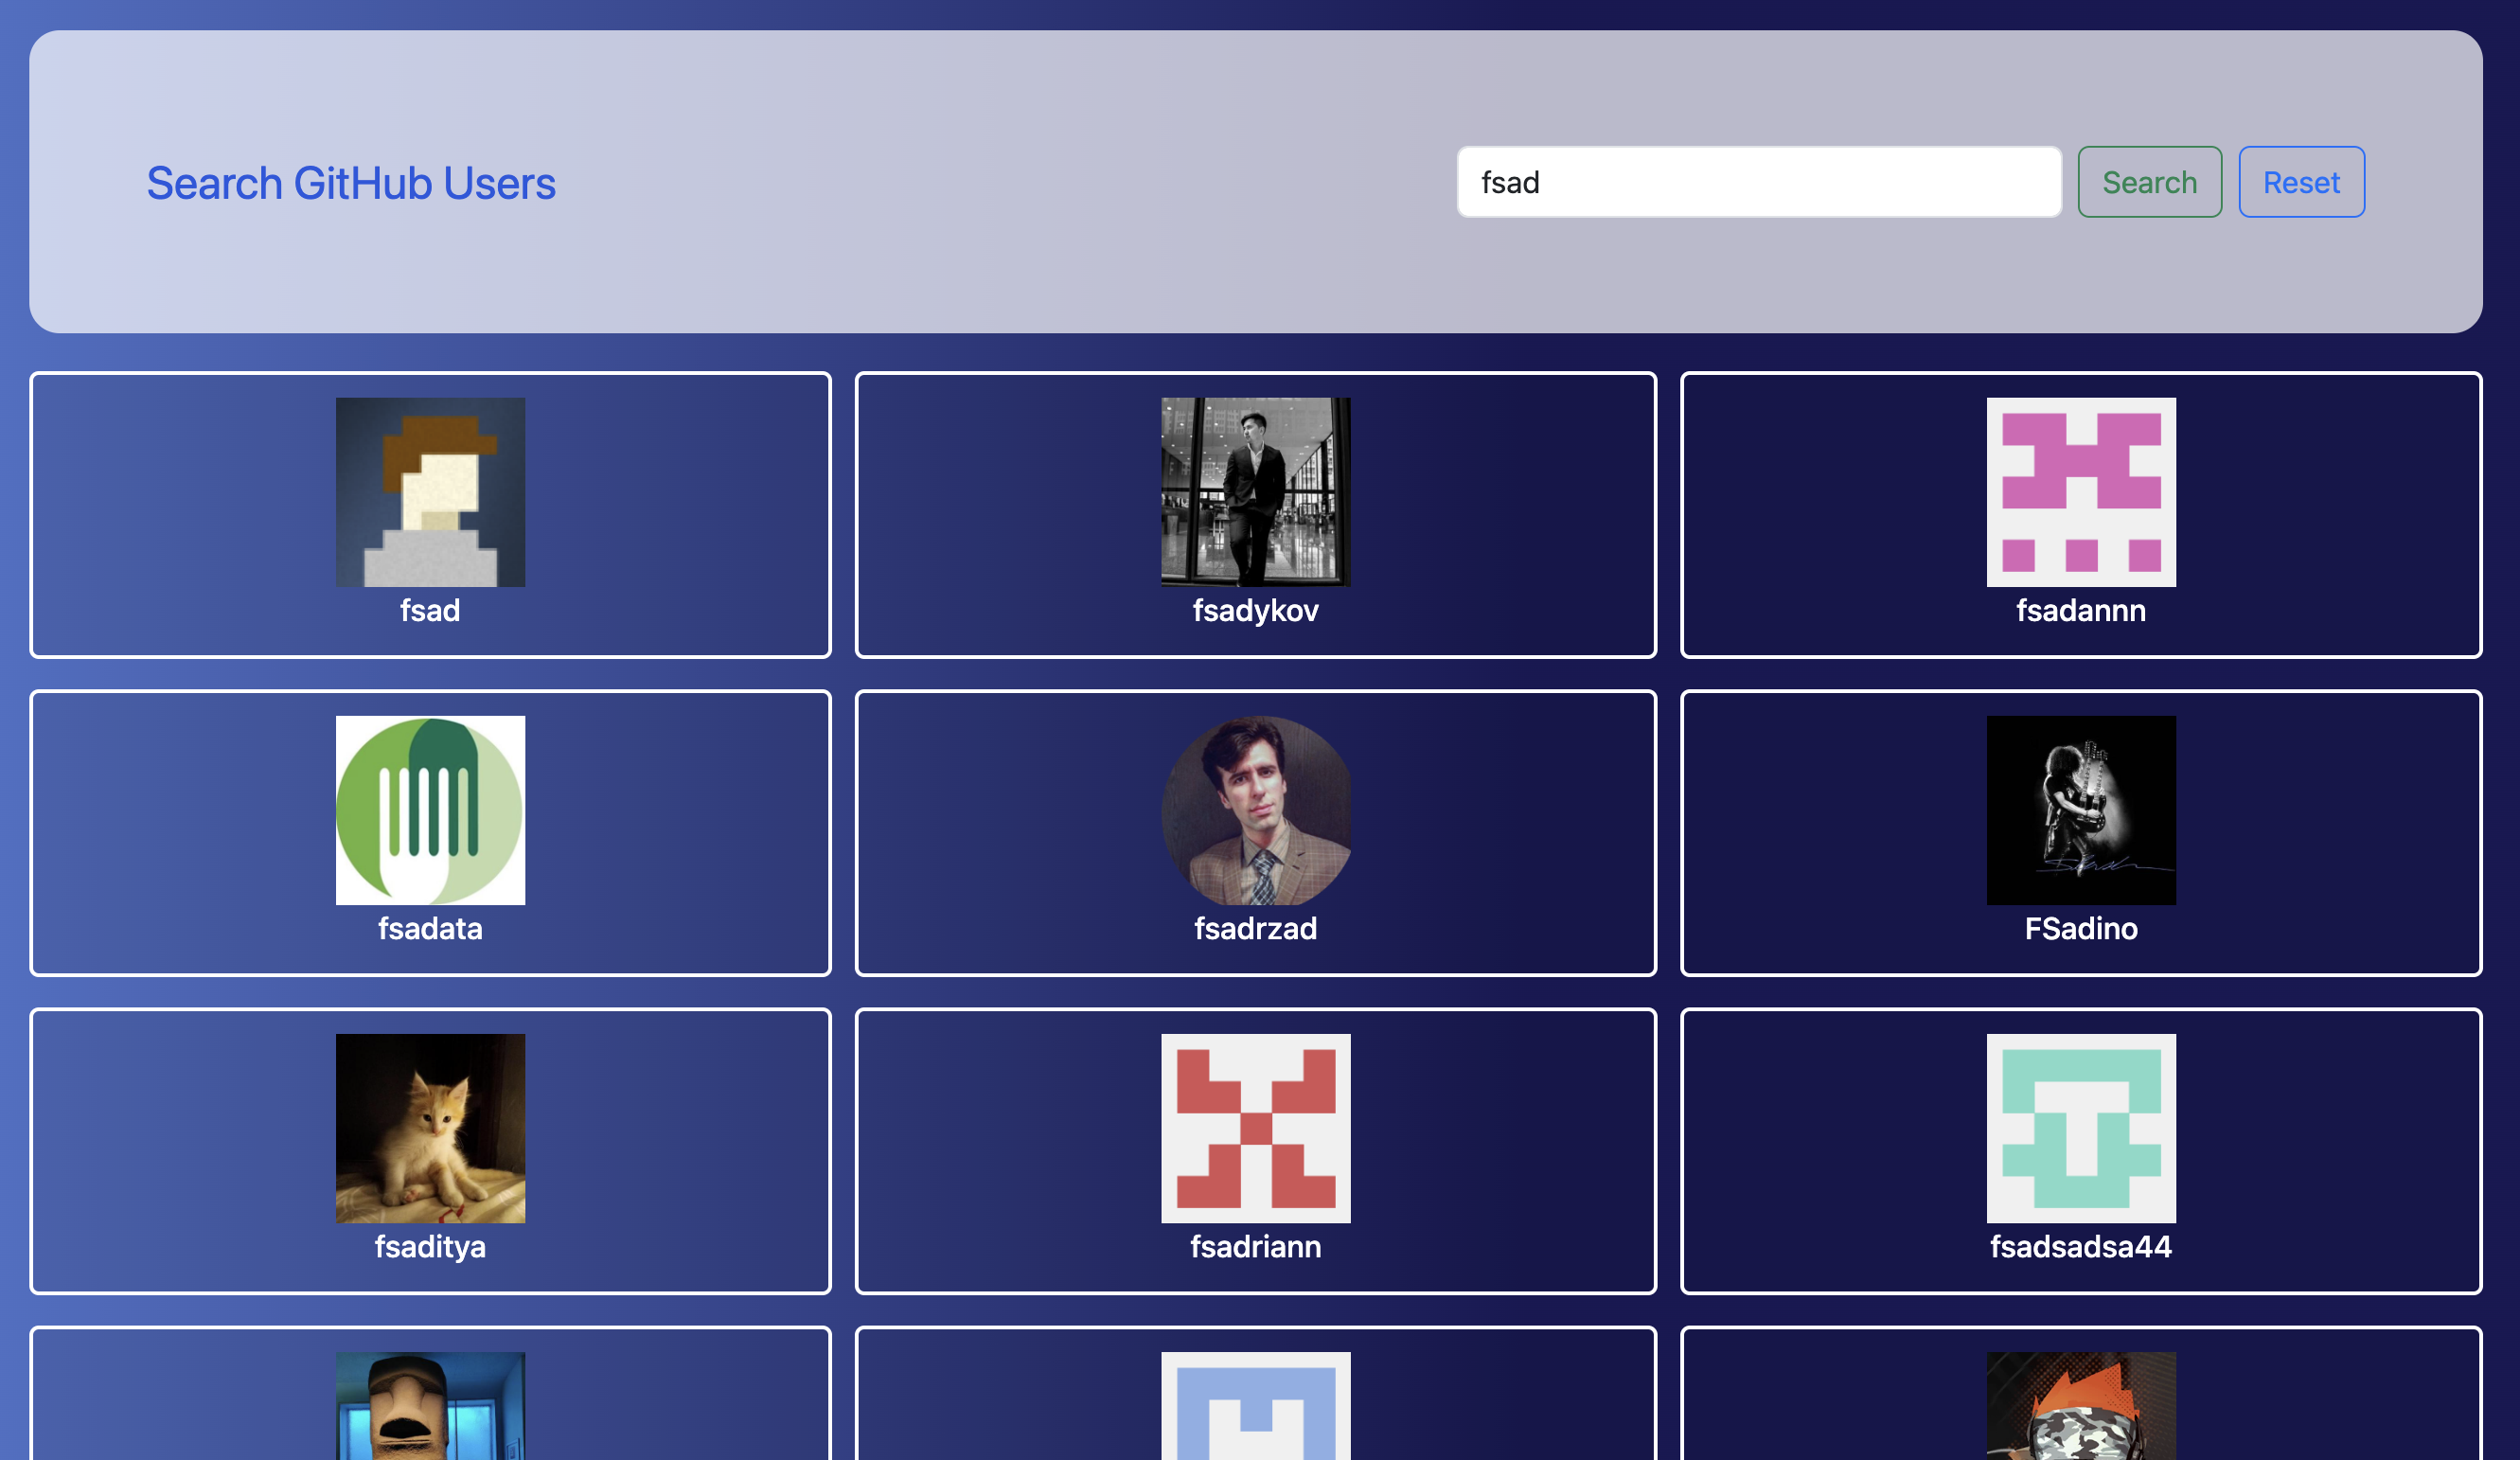 Search GitHub Users
fsad
Search
Reset
fsad
fsadykov
fsadannn
fsadata
fsadrzad
FSadino
fsaditya
fsadriann
fsadsadsa44